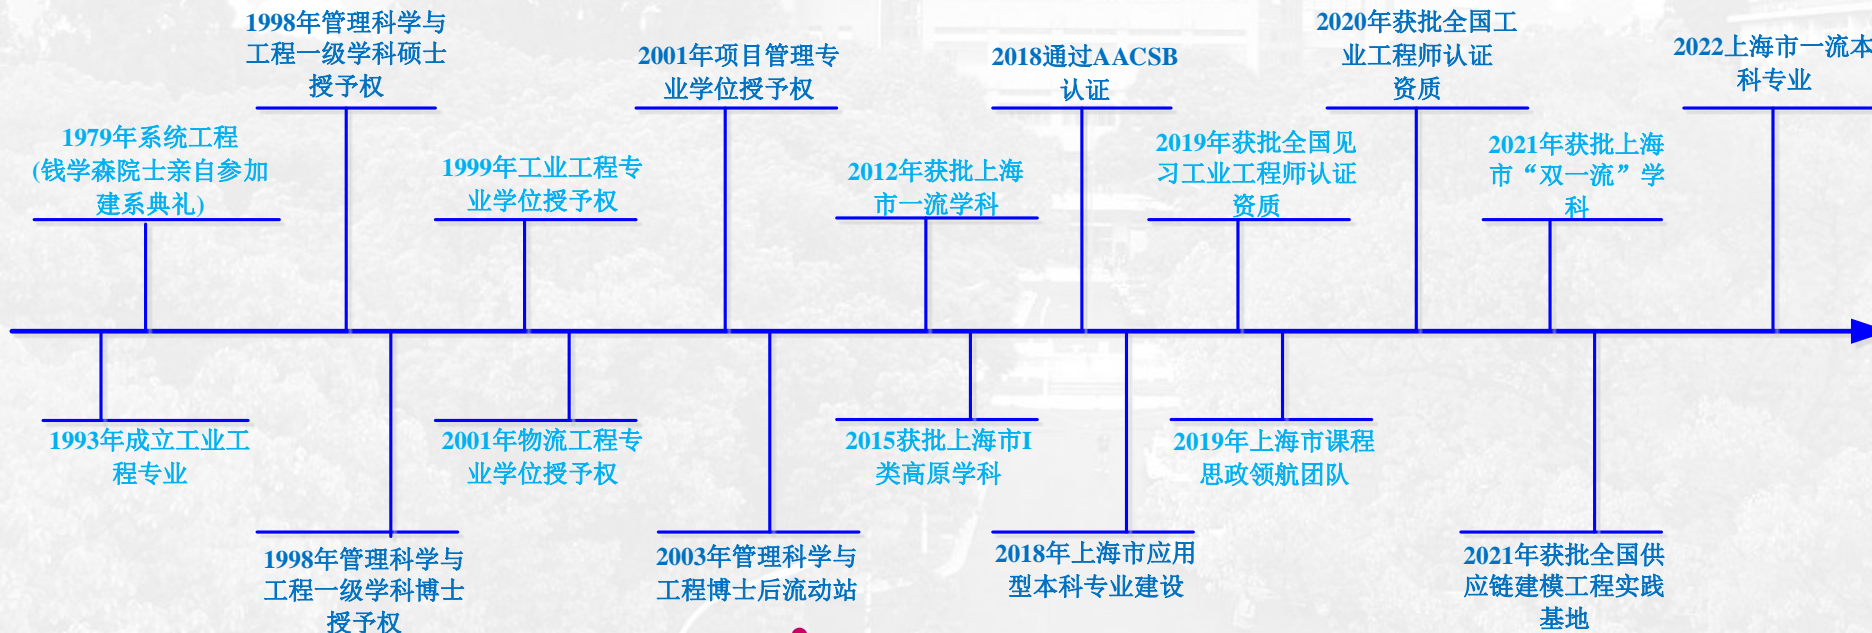 1998年管理科学与
工程一级学科硕士
授予权
2001年项目管理专
业学位授予权
2018通过AACSB
认证
2020年获批全国工
业工程师认证
资质
2022上海市一流本
科专业
1979年系统工程
(钱学森院士亲自参加
建系典礼)
1999年工业工程专
业学位授予权
2012年获批上海
市一流学科
2019年获批全国见
习工业工程师认证
资质
2021年获批上海
市“双一流”学
科
1993年成立工业工
程专业
2001年物流工程专
业学位授予权
2015获批上海市I
类高原学科
2019年上海市课程
思政领航团队
1998年管理科学与
工程一级学科博士
授予权
2003年管理科学与
工程博士后流动站
2018年上海市应用
型本科专业建设
2021年获批全国供
应链建模工程实践
基地